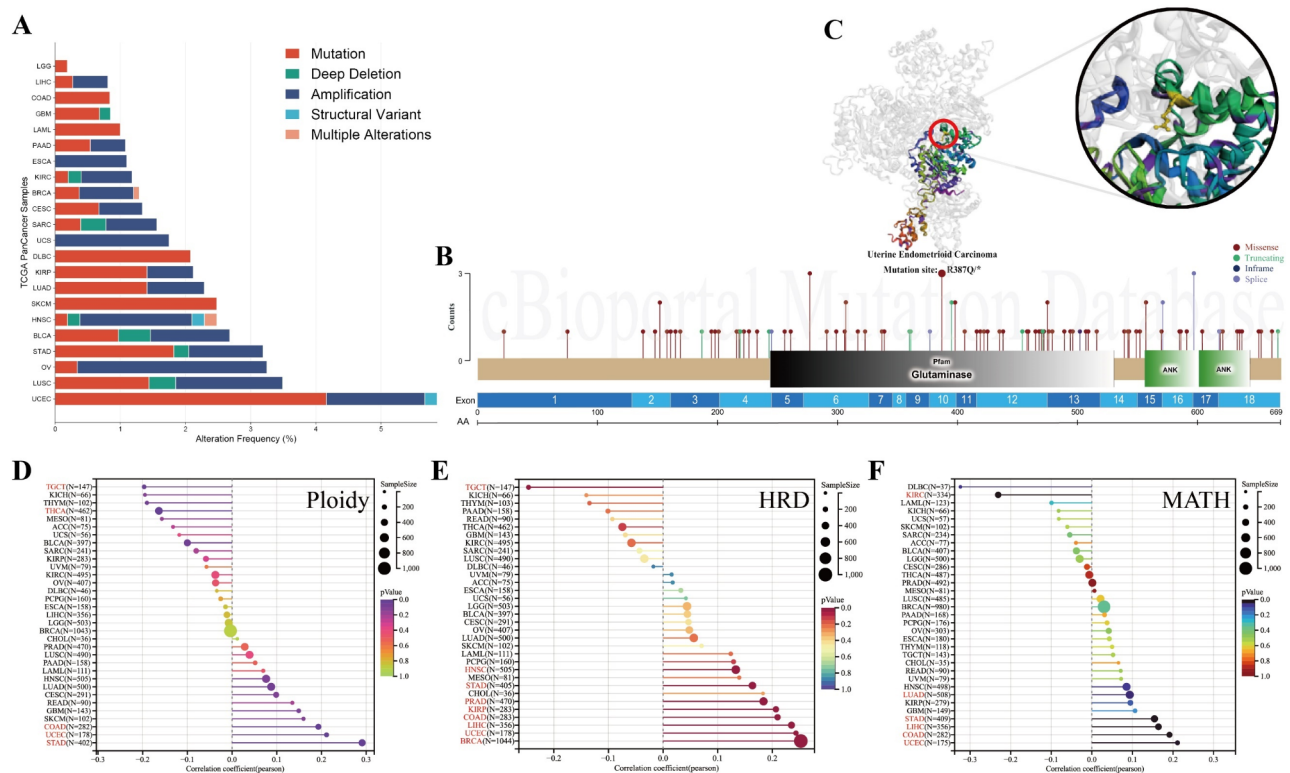 A
Mutation
Deep Deletion
Amplification
Structural Variant
Multiple Alterations
TCGA PanCancer Samples
LGG
LIHC
COAD
GBM
LAML
PAAD
ESCA
KIRC
BRCA
CESC
SARC
UCS
DLBC
KIRP
LUAD
SKCM
HNSC
BLCA
STAD
OV
LUSC
UCEC
0 1 2 3 4 5
Alteration Frequency (%)
C
Uterine Endometrioid Carcinoma
Mutation site: R387Q/*
B
cBioportal Mutation Database
Missense
Truncating
Inframe
Splice
Counts
3
0
Pfam
Glutaminase
ANK
ANK
Exon 1 2 3 4 5 6 7 8 9 10 11 12 13 14 15 16 17 18
AA 0 100 200 300 400 500 600 669
D
Ploidy
TGCT(N=147)
KICH(N=66)
THYM(N=102)
THCA(N=462)
MESO(N=81)
ACC(N=75)
UCS(N=56)
BLCA(N=397)
SARC(N=241)
KIRP(N=283)
UVM(N=79)
KIRC(N=495)
OV(N=407)
DLBC(N=46)
PCPG(N=160)
ESCA(N=158)
LIHC(N=356)
LGG(N=503)
BRCA(N=1043)
CHOL(N=36)
PRAD(N=470)
LUSC(N=490)
PAAD(N=158)
LAML(N=111)
HNSC(N=505)
LUAD(N=500)
CESC(N=291)
READ(N=90)
GBM(N=143)
SKCM(N=102)
COAD(N=282)
UCEC(N=178)
STAD(N=402)
−0.3 −0.2 −0.1 0.0 0.1 0.2 0.3
Correlation coefficient(pearson)
SampleSize
1
200
400
600
800
1,000
pValue
0.0
0.2
0.4
0.6
0.8
1.0
E
HRD
TGCT(N=147)
KICH(N=66)
THYM(N=103)
PAAD(N=158)
READ(N=90)
THCA(N=462)
GBM(N=143)
KIRC(N=495)
SARC(N=241)
LUSC(N=490)
DLBC(N=46)
UVM(N=79)
ACC(N=75)
ESCA(N=158)
UCS(N=56)
LGG(N=503)
BLCA(N=397)
CESC(N=291)
OV(N=407)
LUAD(N=500)
SKCM(N=102)
LAML(N=111)
PCPG(N=160)
HNSC(N=505)
MESO(N=81)
STAD(N=405)
CHOL(N=36)
PRAD(N=470)
KIRP(N=283)
COAD(N=283)
LIHC(N=356)
UCEC(N=178)
BRCA(N=1044)
−0.2 −0.1 0.0 0.1 0.2
Correlation coefficient(pearson)
SampleSize
1
200
400
600
800
1,000
pValue
0.0
0.2
0.4
0.6
0.8
1.0
F
MATH
DLBC(N=37)
KIRC(N=334)
LAML(N=123)
KICH(N=66)
UCS(N=57)
SKCM(N=102)
SARC(N=234)
ACC(N=77)
BLCA(N=407)
LGG(N=500)
CESC(N=286)
THCA(N=487)
PRAD(N=492)
MESO(N=81)
LUSC(N=485)
BRCA(N=980)
PAAD(N=168)
PCPG(N=176)
OV(N=303)
ESCA(N=180)
THYM(N=118)
TGCT(N=143)
CHOL(N=35)
READ(N=90)
UVM(N=79)
HNSC(N=498)
LUAD(N=508)
KIRP(N=279)
GBM(N=149)
STAD(N=409)
LIHC(N=356)
COAD(N=282)
UCEC(N=175)
−0.3 −0.2 −0.1 0.0 0.1 0.2 0.3
Correlation coefficient(pearson)
SampleSize
1
200
400
600
800
1,000
pValue
0.0
0.2
0.4
0.6
0.8
1.0